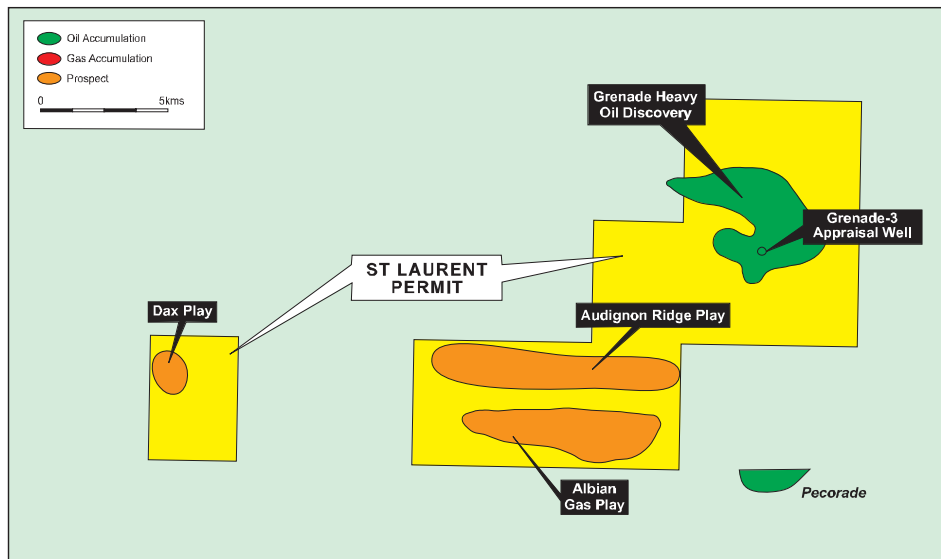 Oil Accumulation
Gas Accumulation
Prospect
0 5kms
Grenade Heavy
Oil Discovery
Grenade-3
Appraisal Well
ST LAURENT
PERMIT
Dax Play
Audignon Ridge Play
Albian
Gas Play
Pecorade